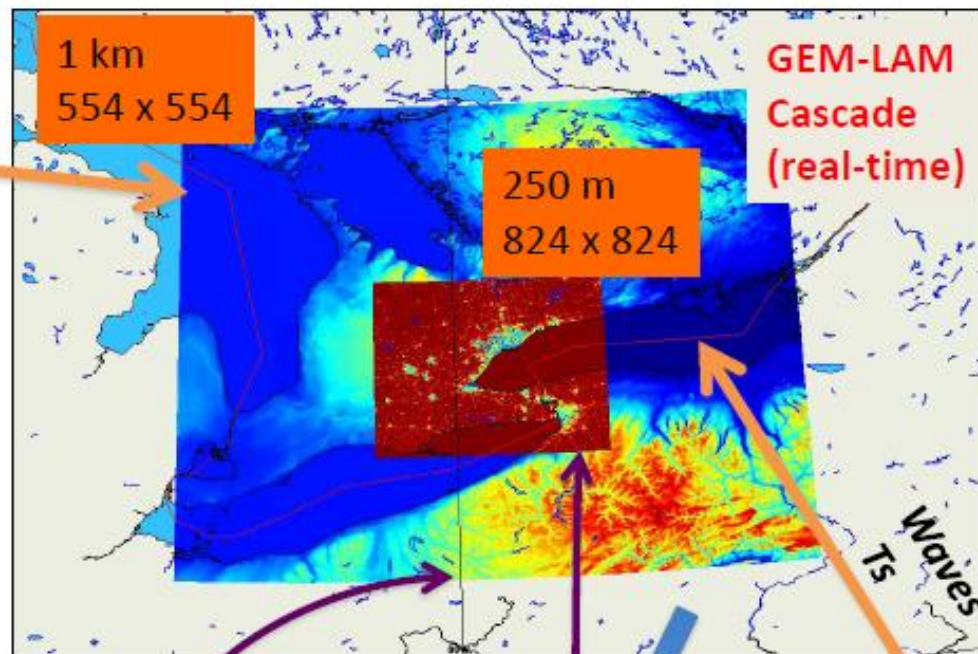 1 km
554 x 554
GEM-LAM
Cascade
(real-time)
250 m
824 x 824
Waves
Ts